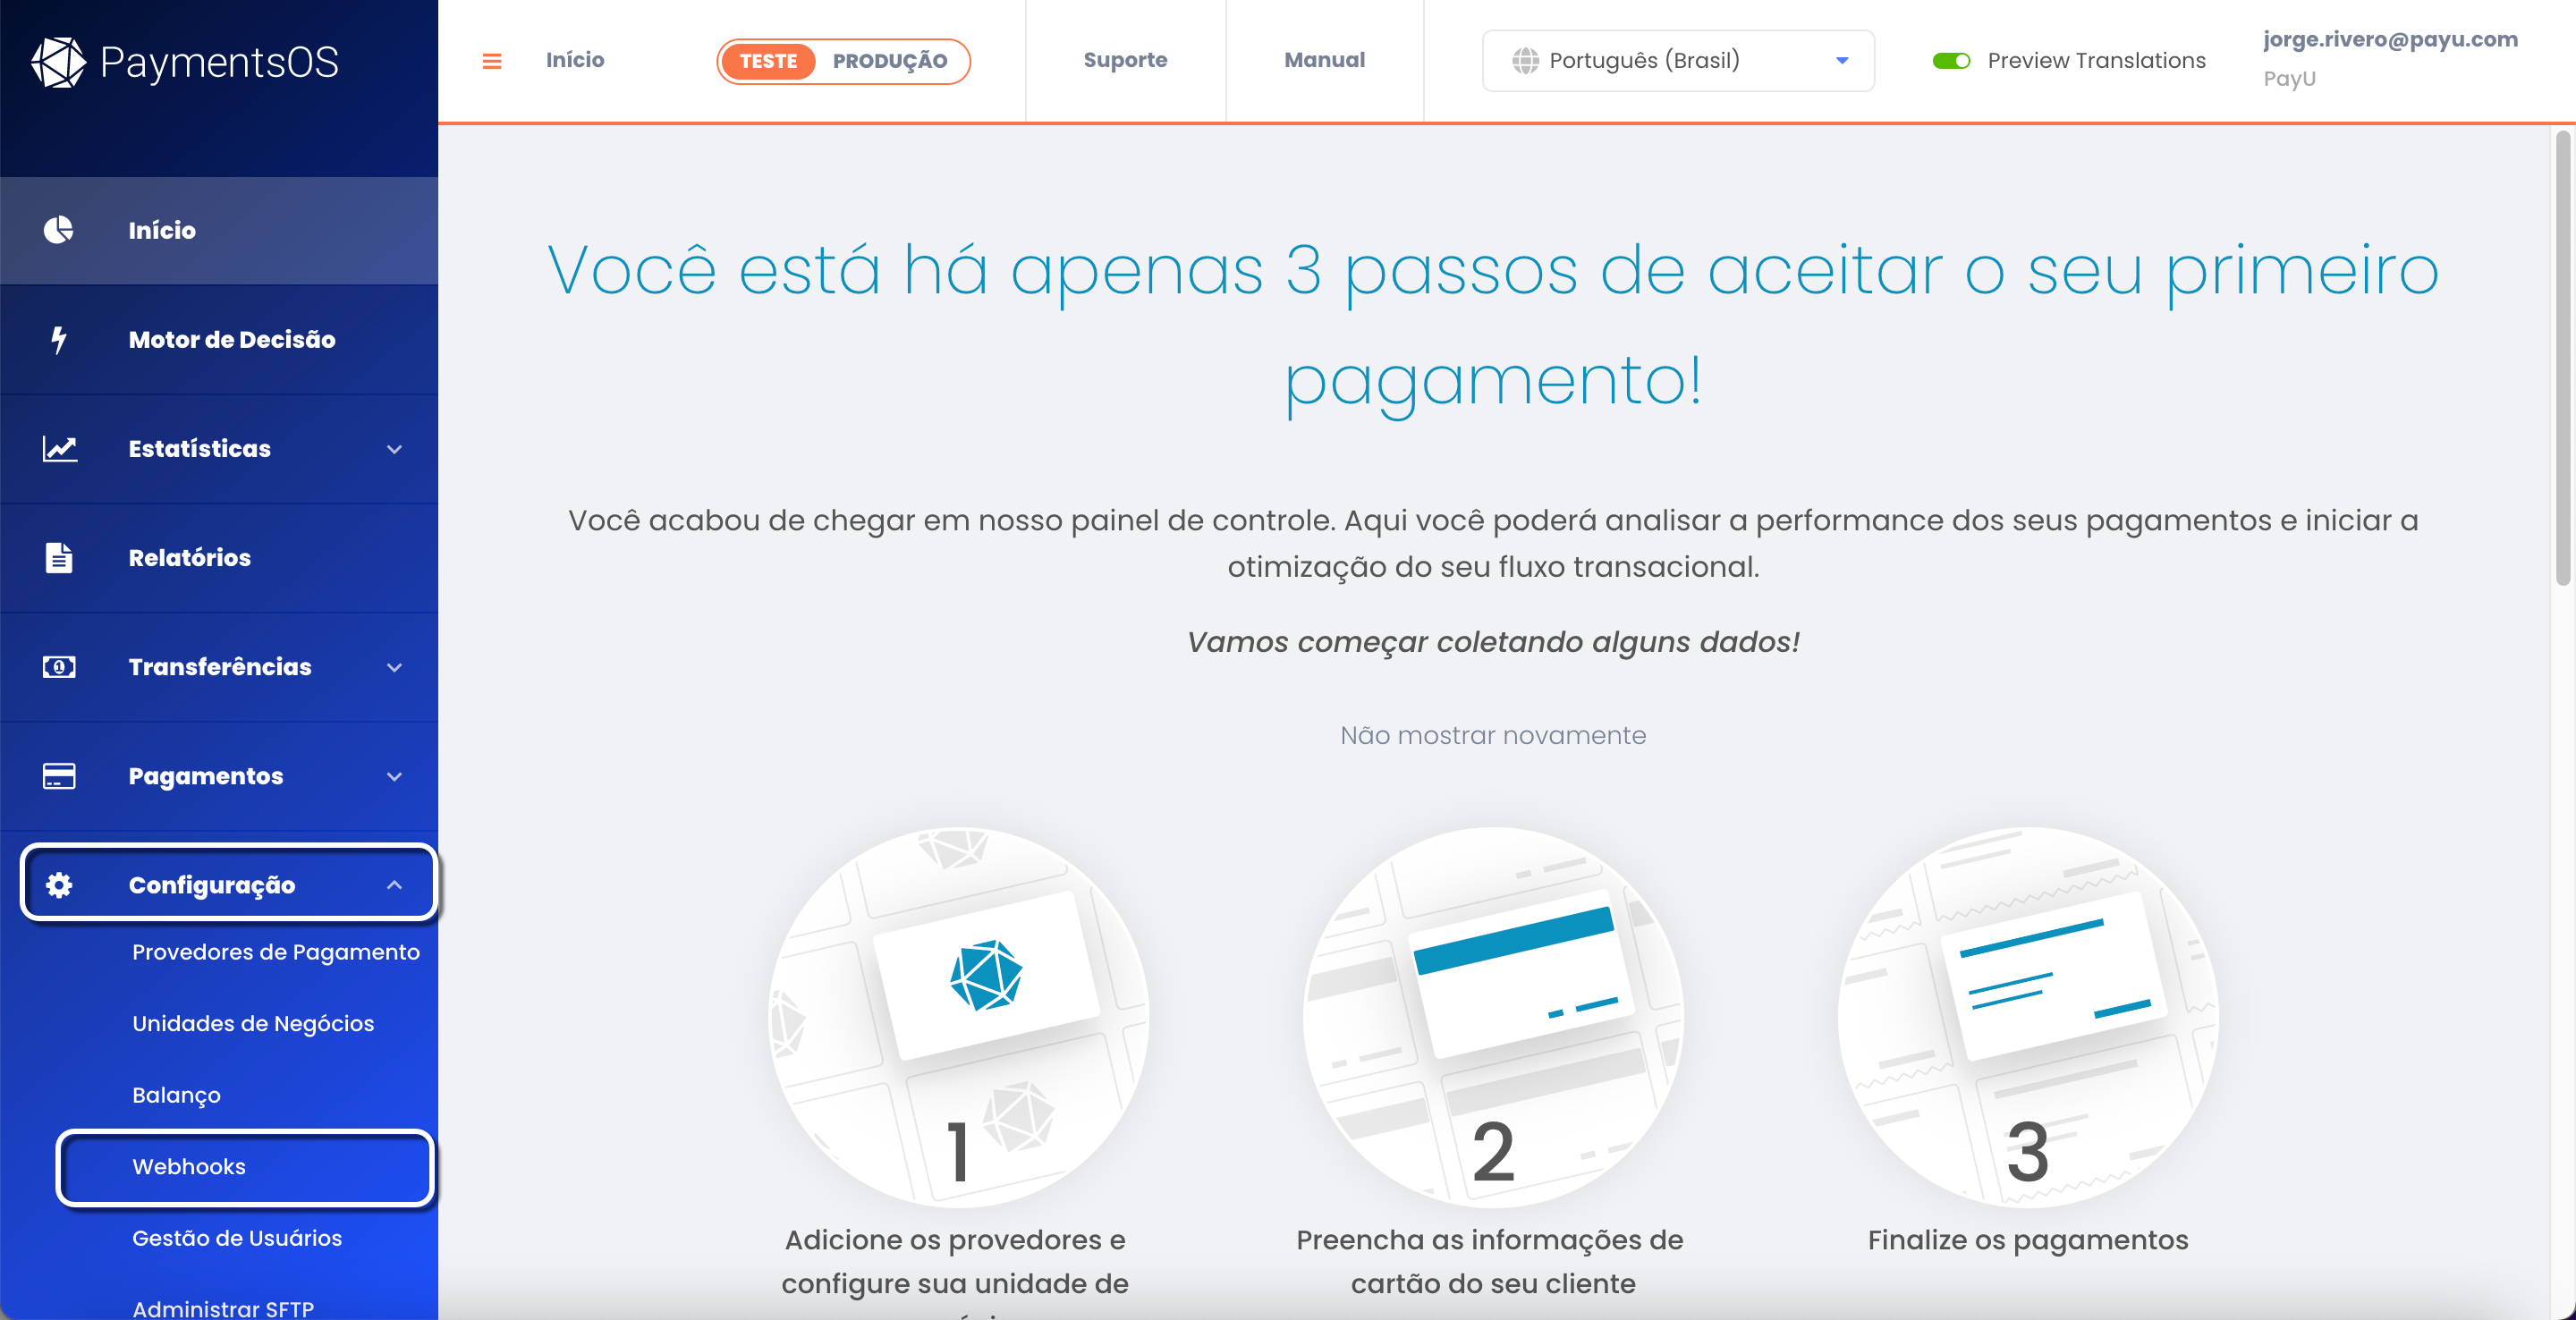 PaymentsOS
Início
Motor de Decisão
Estatísticas
Relatórios
Transferências
Pagamentos
Configuração
Provedores de Pagamento
Unidades de Negócios
Balanço
Webhooks
Gestão de Usuários
Administrar SFTP
Início
TESTE PRODUÇÃO
Suporte
Manual
Português (Brasil)
Preview Translations
jorge.rivero@payu.com
PayU
Você está há apenas 3 passos de aceitar o seu primeiro
pagamento!
Você acabou de chegar em nosso painel de controle. Aqui você poderá analisar a performance dos seus pagamentos e iniciar a
otimização do seu fluxo transacional.
Vamos começar coletando alguns dados!
Não mostrar novamente
1
Adicione os provedores e
configure sua unidade de
2
Preencha as informações de
cartão do seu cliente
3
Finalize os pagamentos